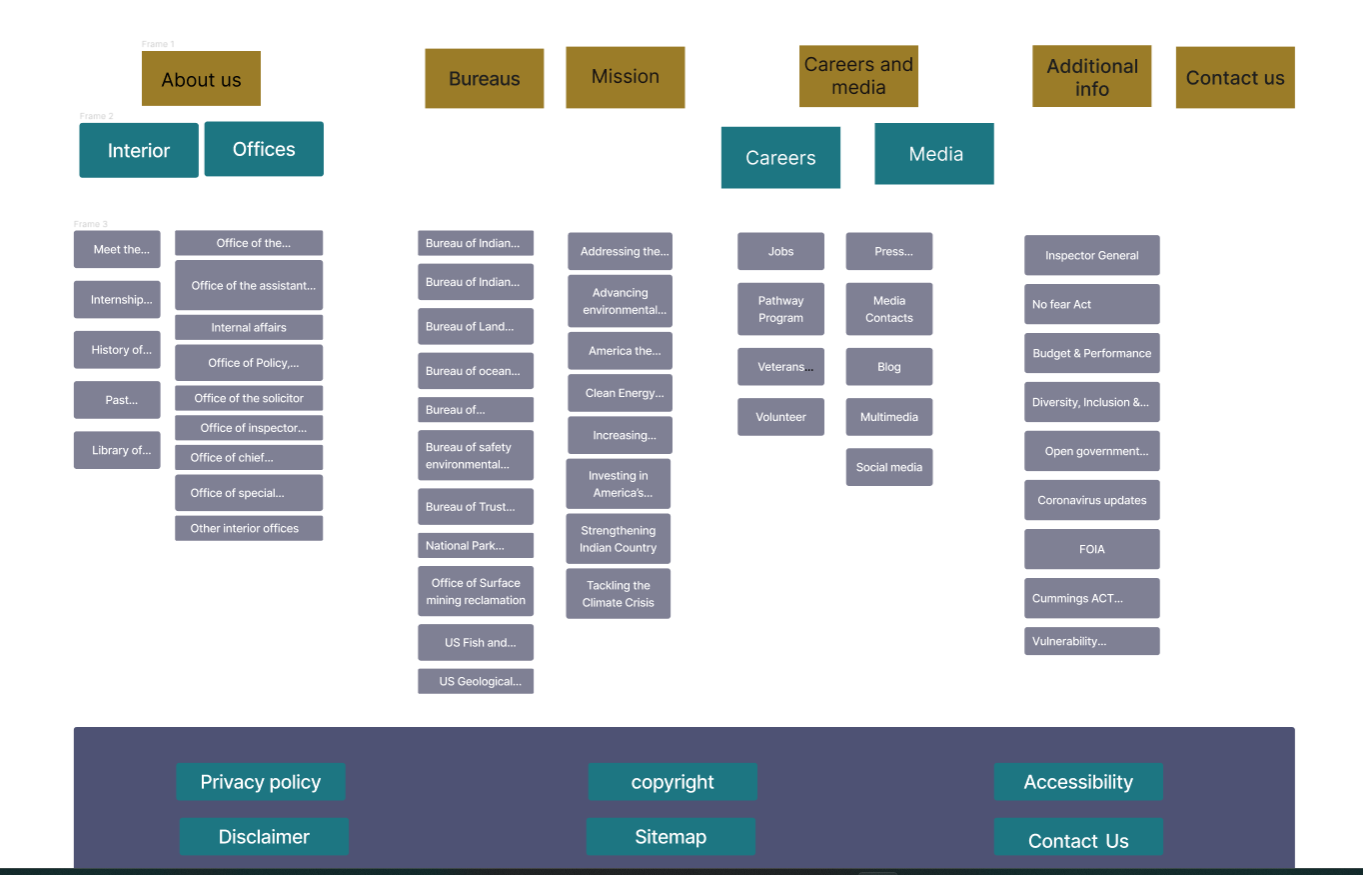 Frame 1
About us
Bureaus
Mission
Careers and
media
Additional
info
Contact us
Frame 2
Interior
Offices
Careers
Media
Frame 3
Meet the...
Internship...
History of...
Past...
Library of...
Office of the...
Office of the assistant...
Internal affairs
Office of Policy,...
Office of the solicitor
Office of inspector...
Office of chief...
Office of special...
Other interior offices
Bureau of Indian...
Bureau of Indian...
Bureau of Land...
Bureau of ocean...
Bureau of...
Bureau of safety
environmental...
Bureau of Trust...
National Park...
Office of Surface
mining reclamation
US Fish and...
US Geological...
Addressing the...
Advancing
environmental...
America the...
Clean Energy...
Increasing...
Investing in
America's...
Strengthening
Indian Country
Tackling the
Climate Crisis
Jobs
Pathway
Program
Veterans...
Volunteer
Press...
Media
Contacts
Blog
Multimedia
Social media
Inspector General
No fear Act
Budget & Performance
Diversity, Inclusion &...
Open government...
Coronavirus updates
FOIA
Cummings ACT...
Vulnerability...
Privacy policy
copyright
Accessibility
Disclaimer
Sitemap
Contact Us